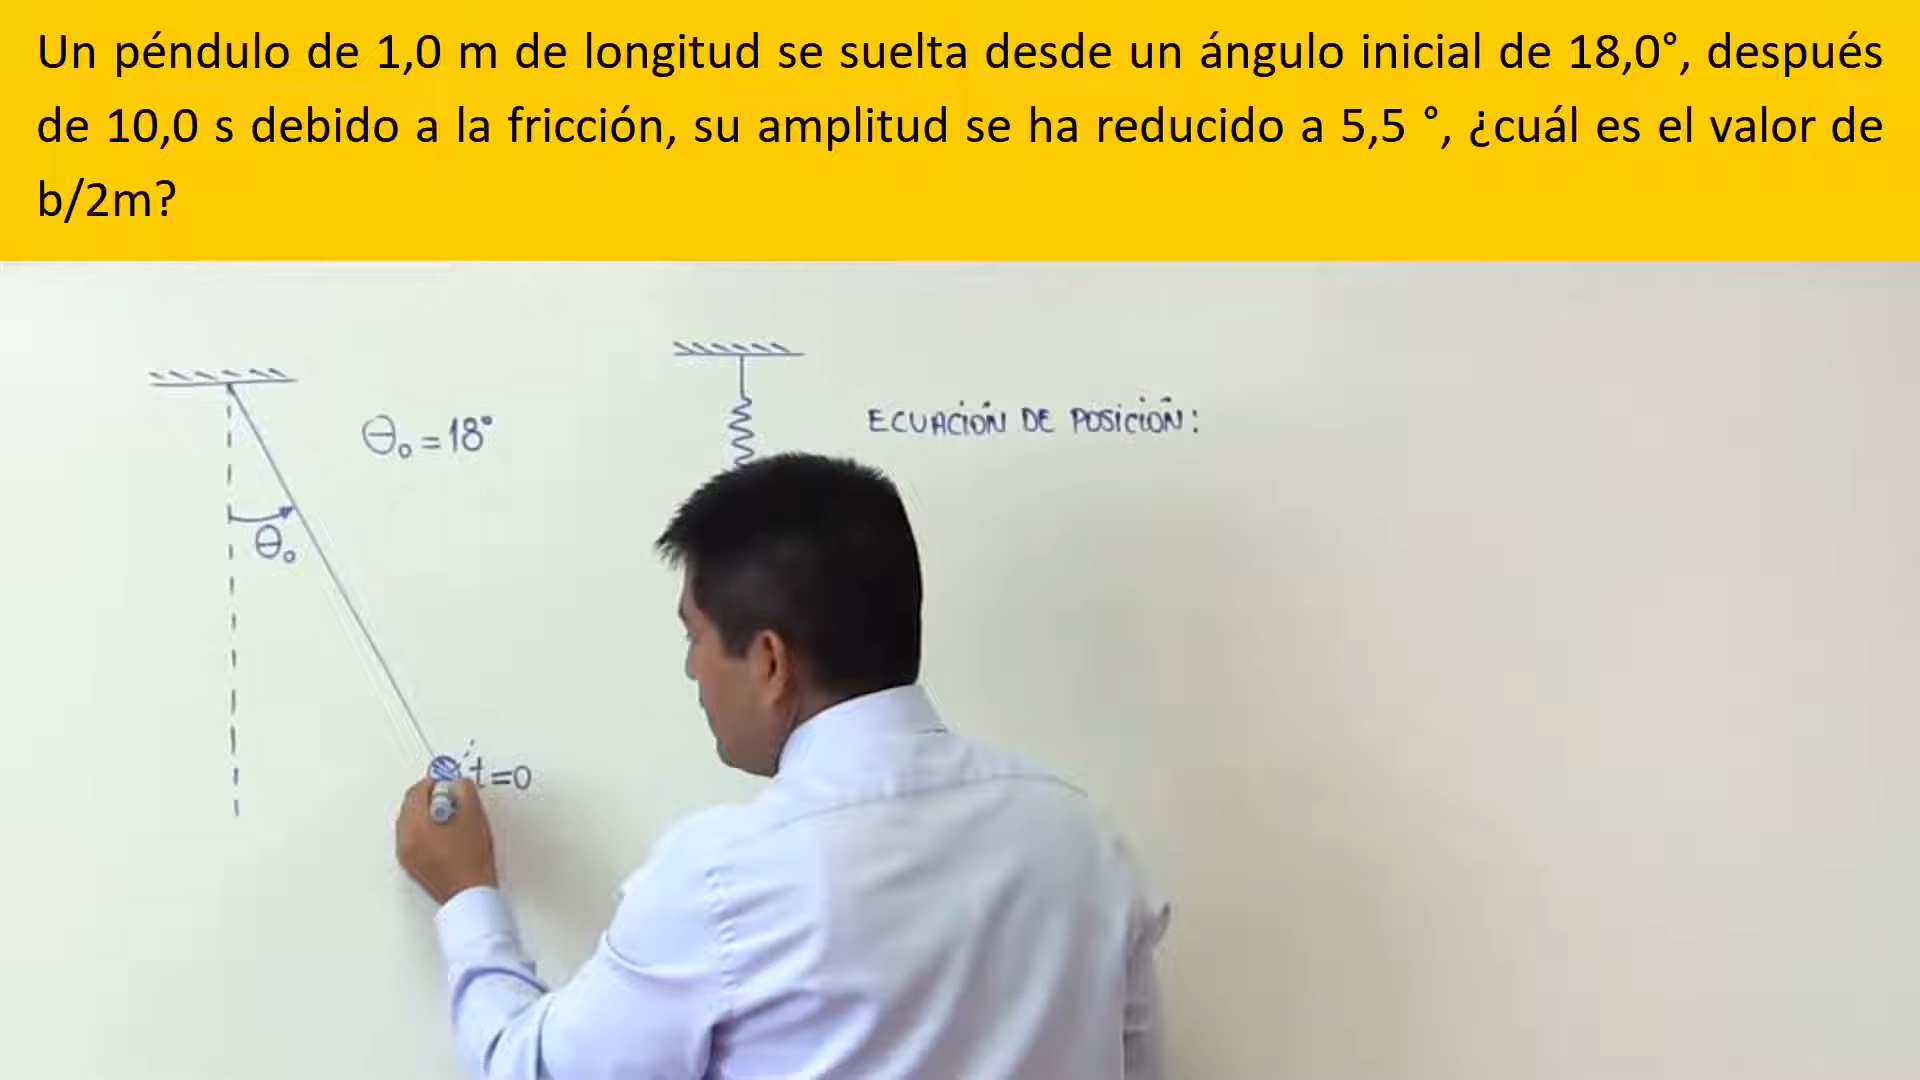 Un péndulo de 1,0 m de longitud se suelta desde un ángulo inicial de 18,0°, después
de 10,0 s debido a la fricción, su amplitud se ha reducido a 5,5 °, ¿cuál es el valor de
b/2m?
θ₀ = 18°
ECUACIÓN DE POSICIÓN:
θ₀
t=0